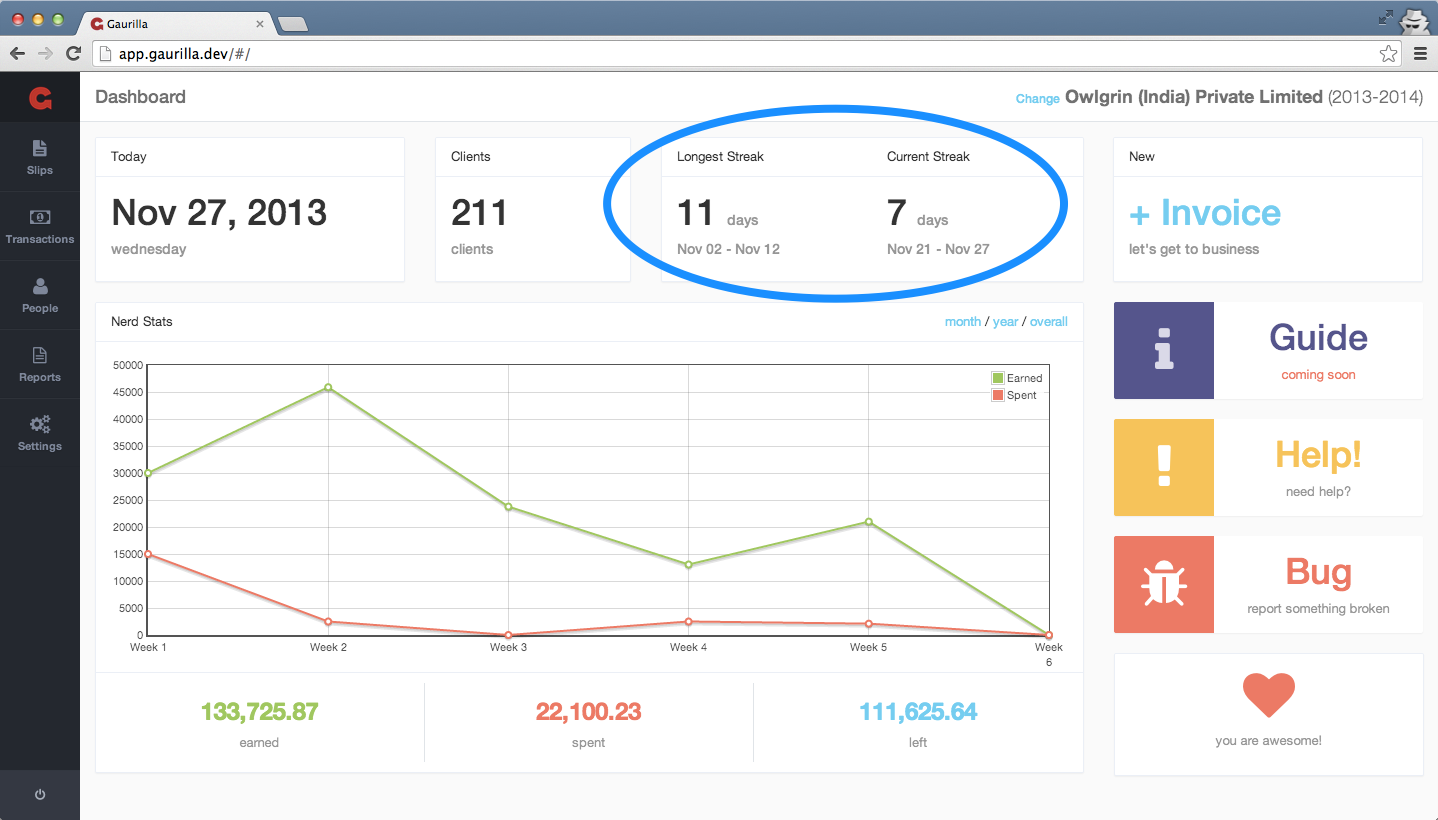 Gaurilla
app.gaurilla.dev/#/
Dashboard
Change Owlgrin (India) Private Limited (2013-2014)
Slips
Transactions
People
Reports
Settings
Today
Nov 27, 2013
wednesday
Clients
211
clients
Longest Streak
11 days
Nov 02 - Nov 12
Current Streak
7 days
Nov 21 - Nov 27
New
+ Invoice
let's get to business
Nerd Stats
month / year / overall
50000
45000
40000
35000
30000
25000
20000
15000
10000
5000
0
Earned
Spent
Week 1
Week 2
Week 3
Week 4
Week 5
Week
6
133,725.87
earned
22,100.23
spent
111,625.64
left
Guide
coming soon
Help!
need help?
Bug
report something broken
you are awesome!